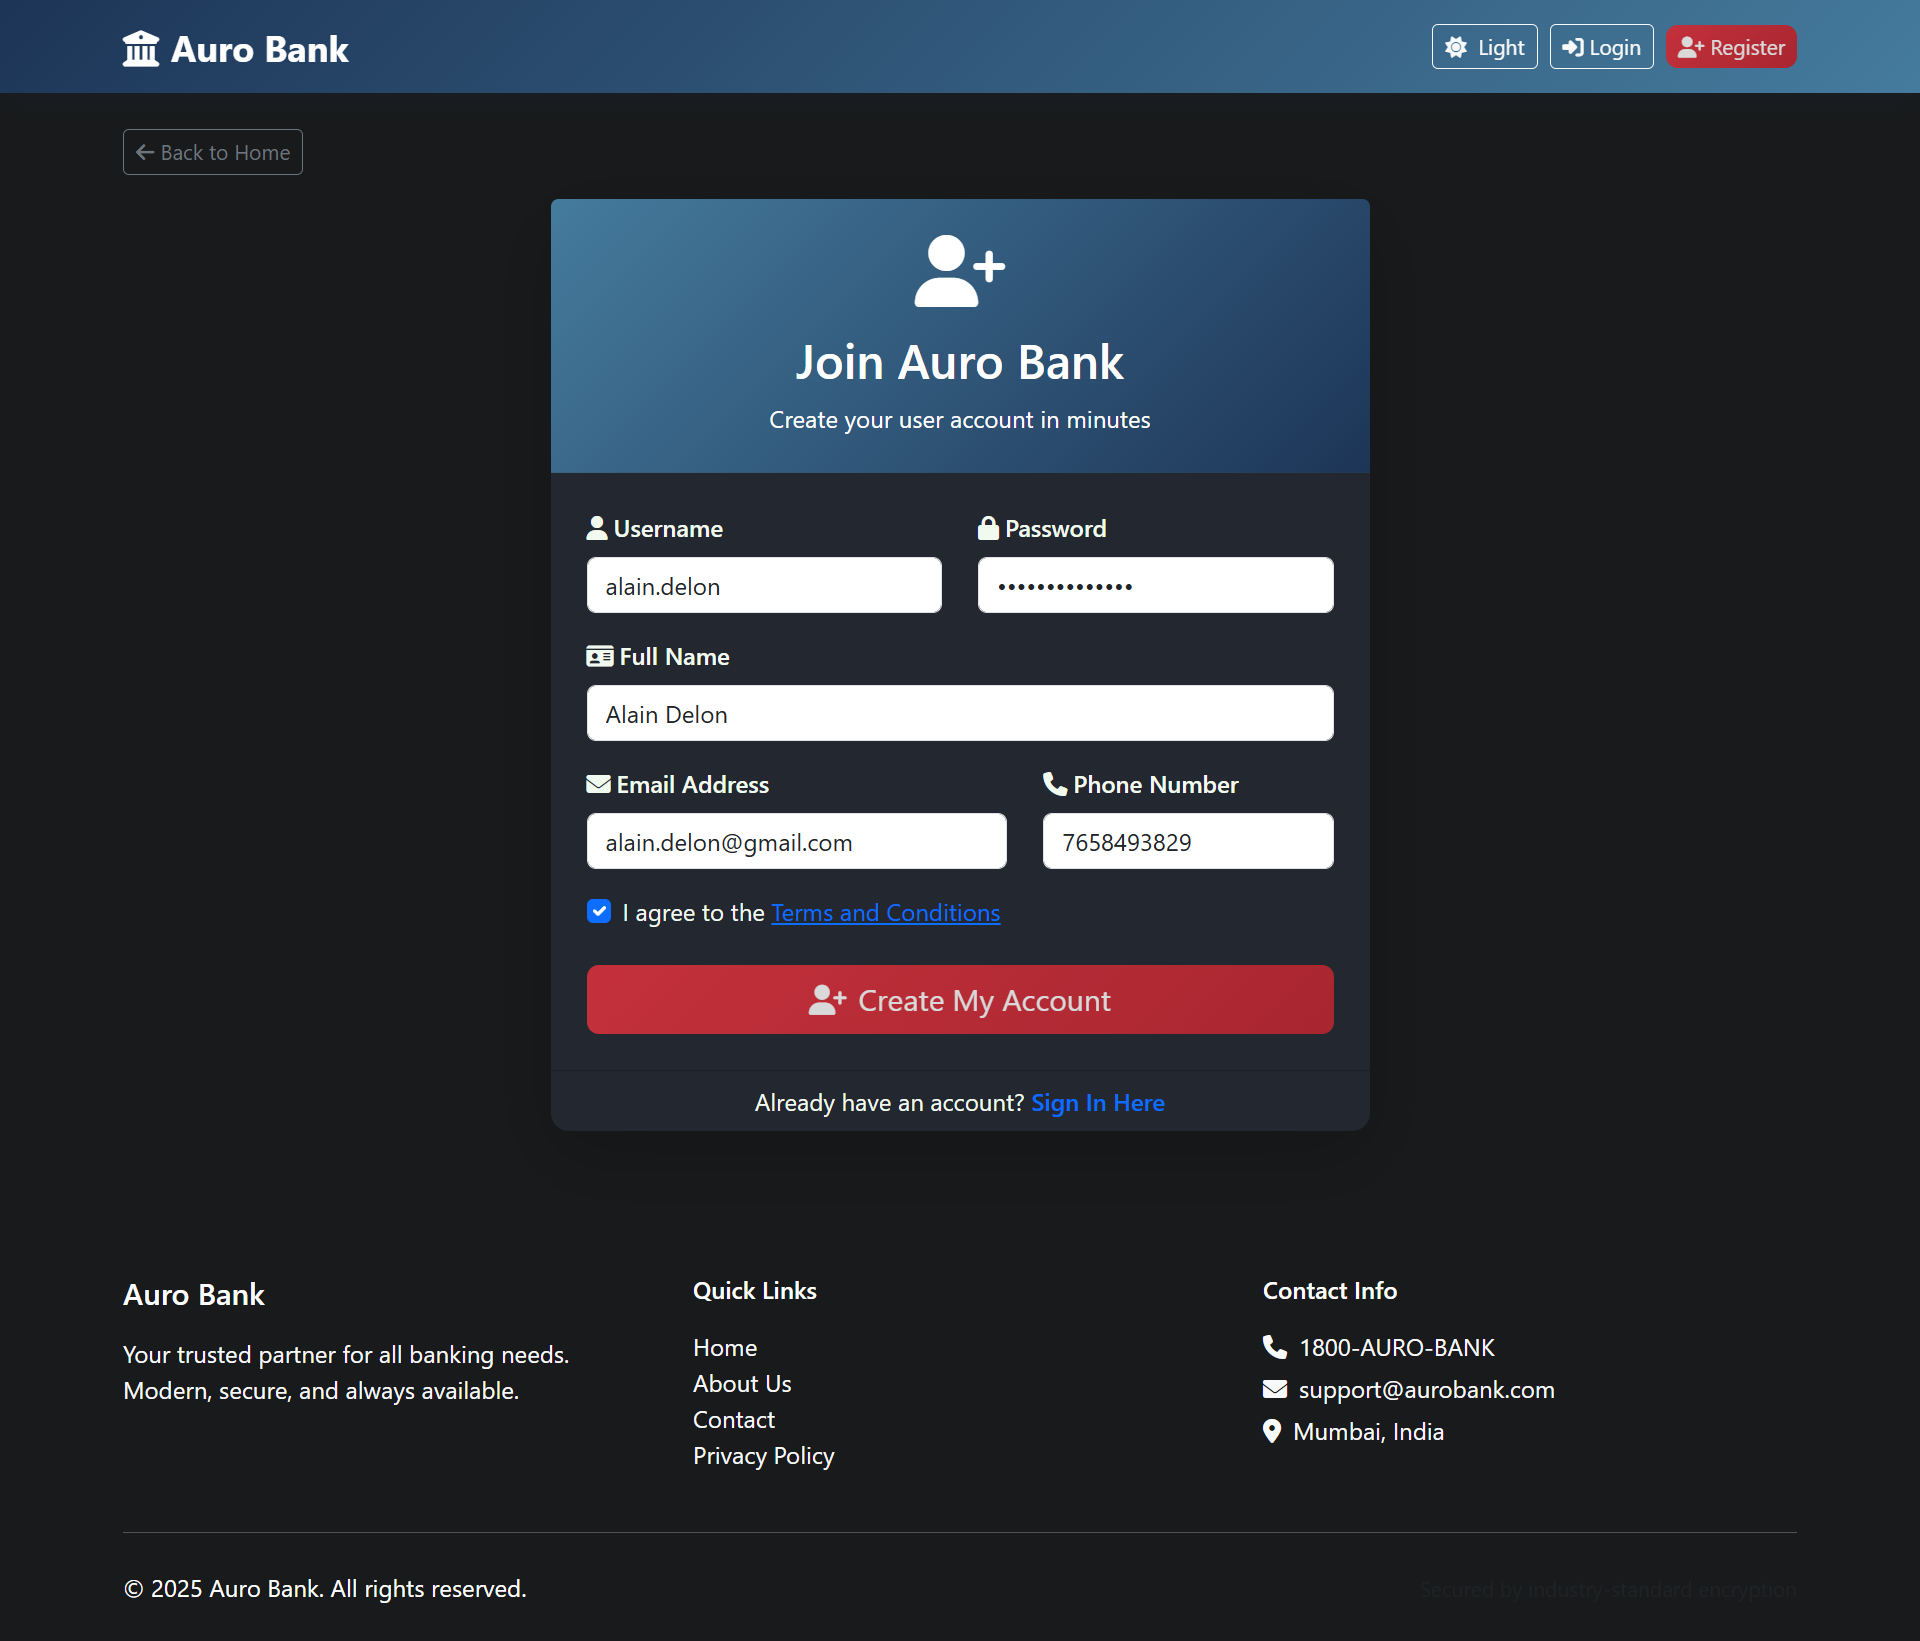 Auro Bank
Light
Login
Register
Back to Home
Join Auro Bank
Create your user account in minutes
Username
Password
alain.delon
••••••••••••••
Full Name
Alain Delon
Email Address
Phone Number
alain.delon@gmail.com
7658493829
I agree to the Terms and Conditions
Create My Account
Already have an account? Sign In Here
Auro Bank
Your trusted partner for all banking needs.
Modern, secure, and always available.
Quick Links
Home
About Us
Contact
Privacy Policy
Contact Info
1800-AURO-BANK
support@aurobank.com
Mumbai, India
© 2025 Auro Bank. All rights reserved.
Secured by industry-standard encryption